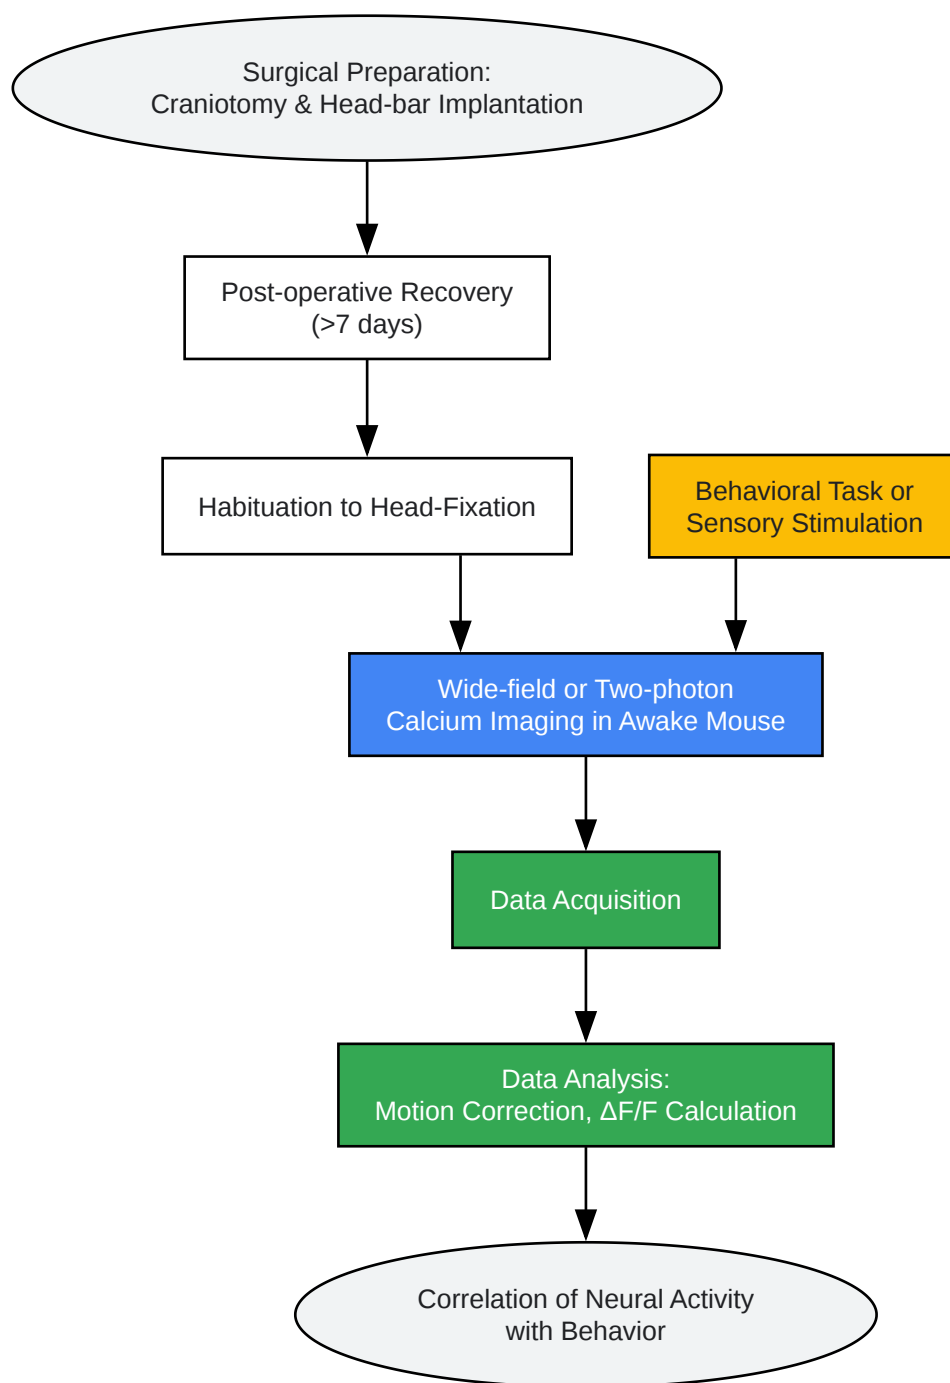 Surgical Preparation:
Craniotomy & Head-bar Implantation
Post-operative Recovery
(>7 days)
Habituation to Head-Fixation
Behavioral Task or
Sensory Stimulation
Wide-field or Two-photon
Calcium Imaging in Awake Mouse
Data Acquisition
Data Analysis:
Motion Correction, ΔF/F Calculation
Correlation of Neural Activity
with Behavior